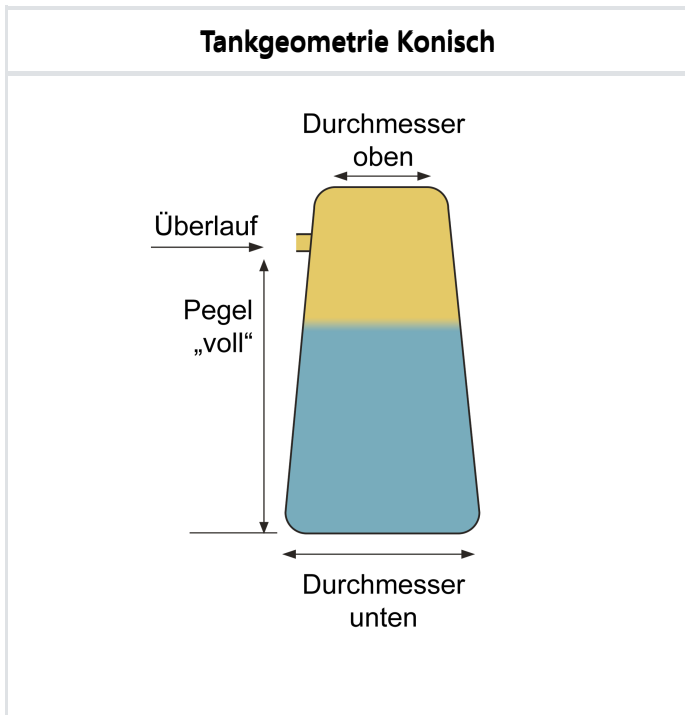 Tankgeometrie Konisch
Durchmesser
oben
Überlauf
Pegel
„voll“
Durchmesser
unten